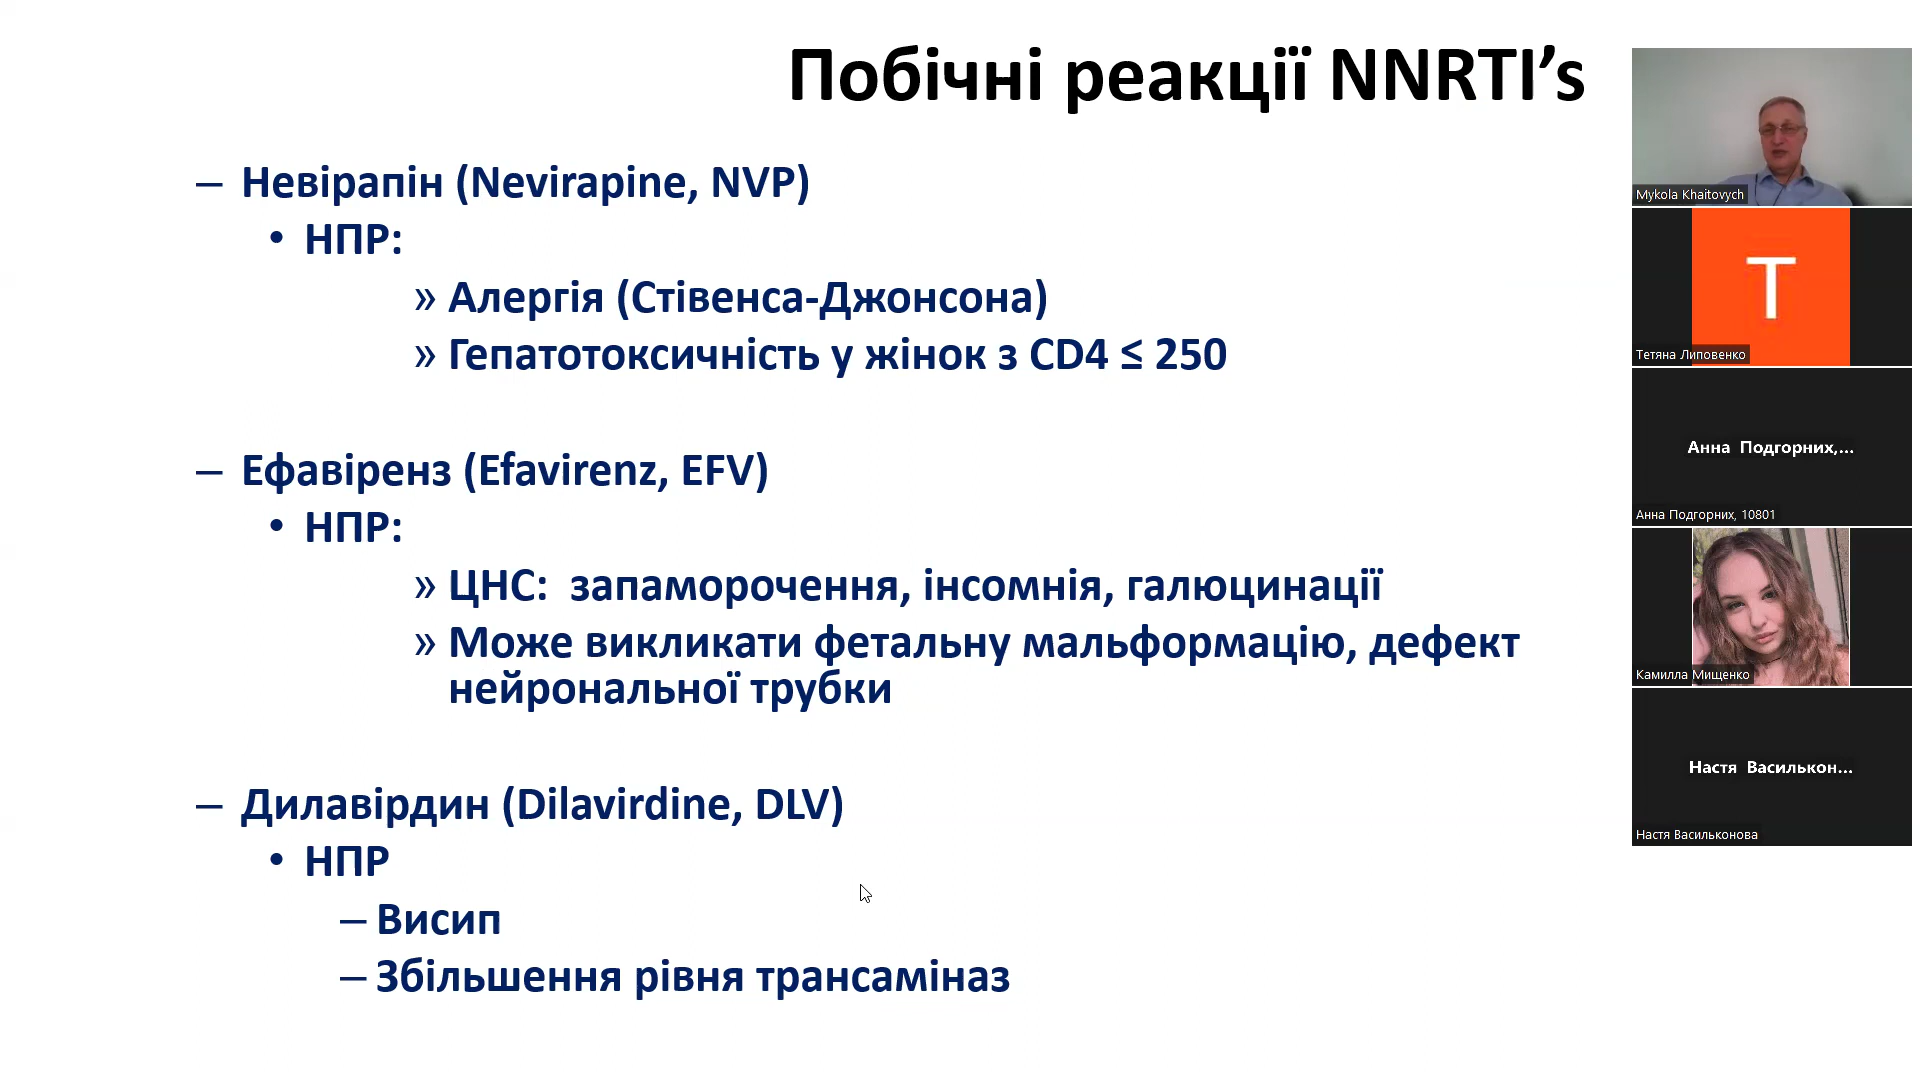 Побічні реакції NNRTI’s
– Невірапін (Nevirapine, NVP)
• НПР:
» Алергія (Стівенса-Джонсона)
» Гепатотоксичність у жінок з CD4 ≤ 250
– Ефавіренз (Efavirenz, EFV)
• НПР:
» ЦНС:  запаморочення, інсомнія, галюцинації
» Може викликати фетальну мальформацію, дефект
нейрональної трубки
– Дилавірдин (Dilavirdine, DLV)
• НПР
– Висип
– Збільшення рівня трансаміназ
Mykola Khaitovych
T
Тетяна Липовенко
Анна Подгорних,...
Анна Подгорних, 10801
Камилла Мищенко
Настя Василькон...
Настя Васильконова